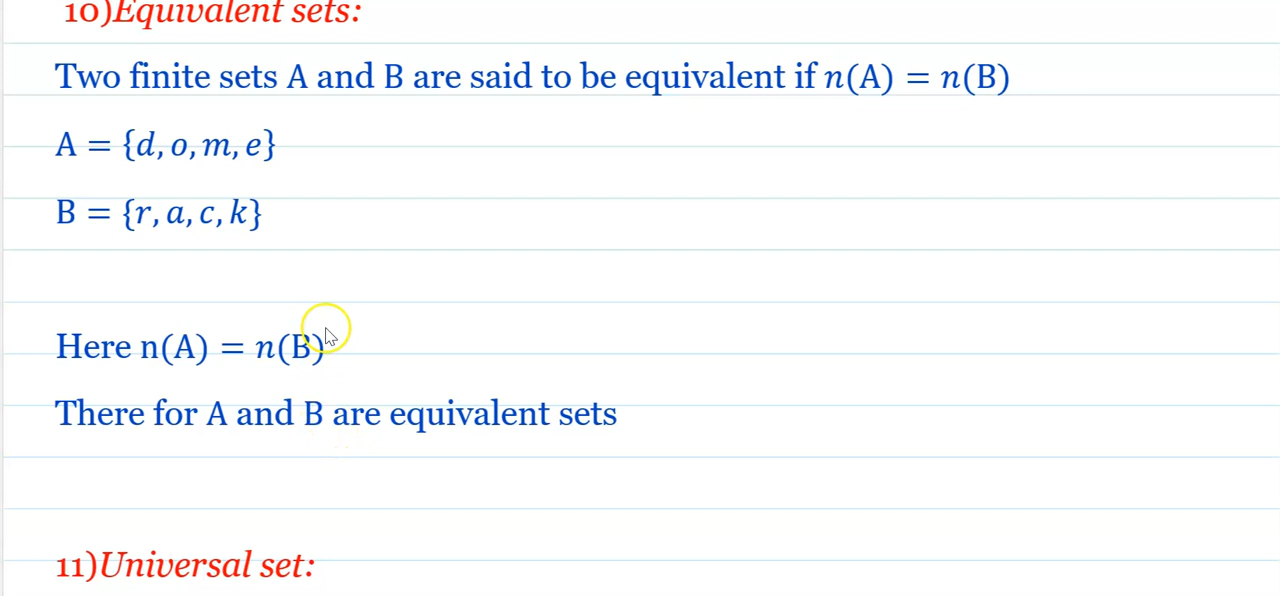 10)Equivalent sets:
Two finite sets A and B are said to be equivalent if n(A) = n(B)
A = {d, o, m, e}
B = {r, a, c, k}
Here n(A) = n(B)
There for A and B are equivalent sets
11)Universal set: